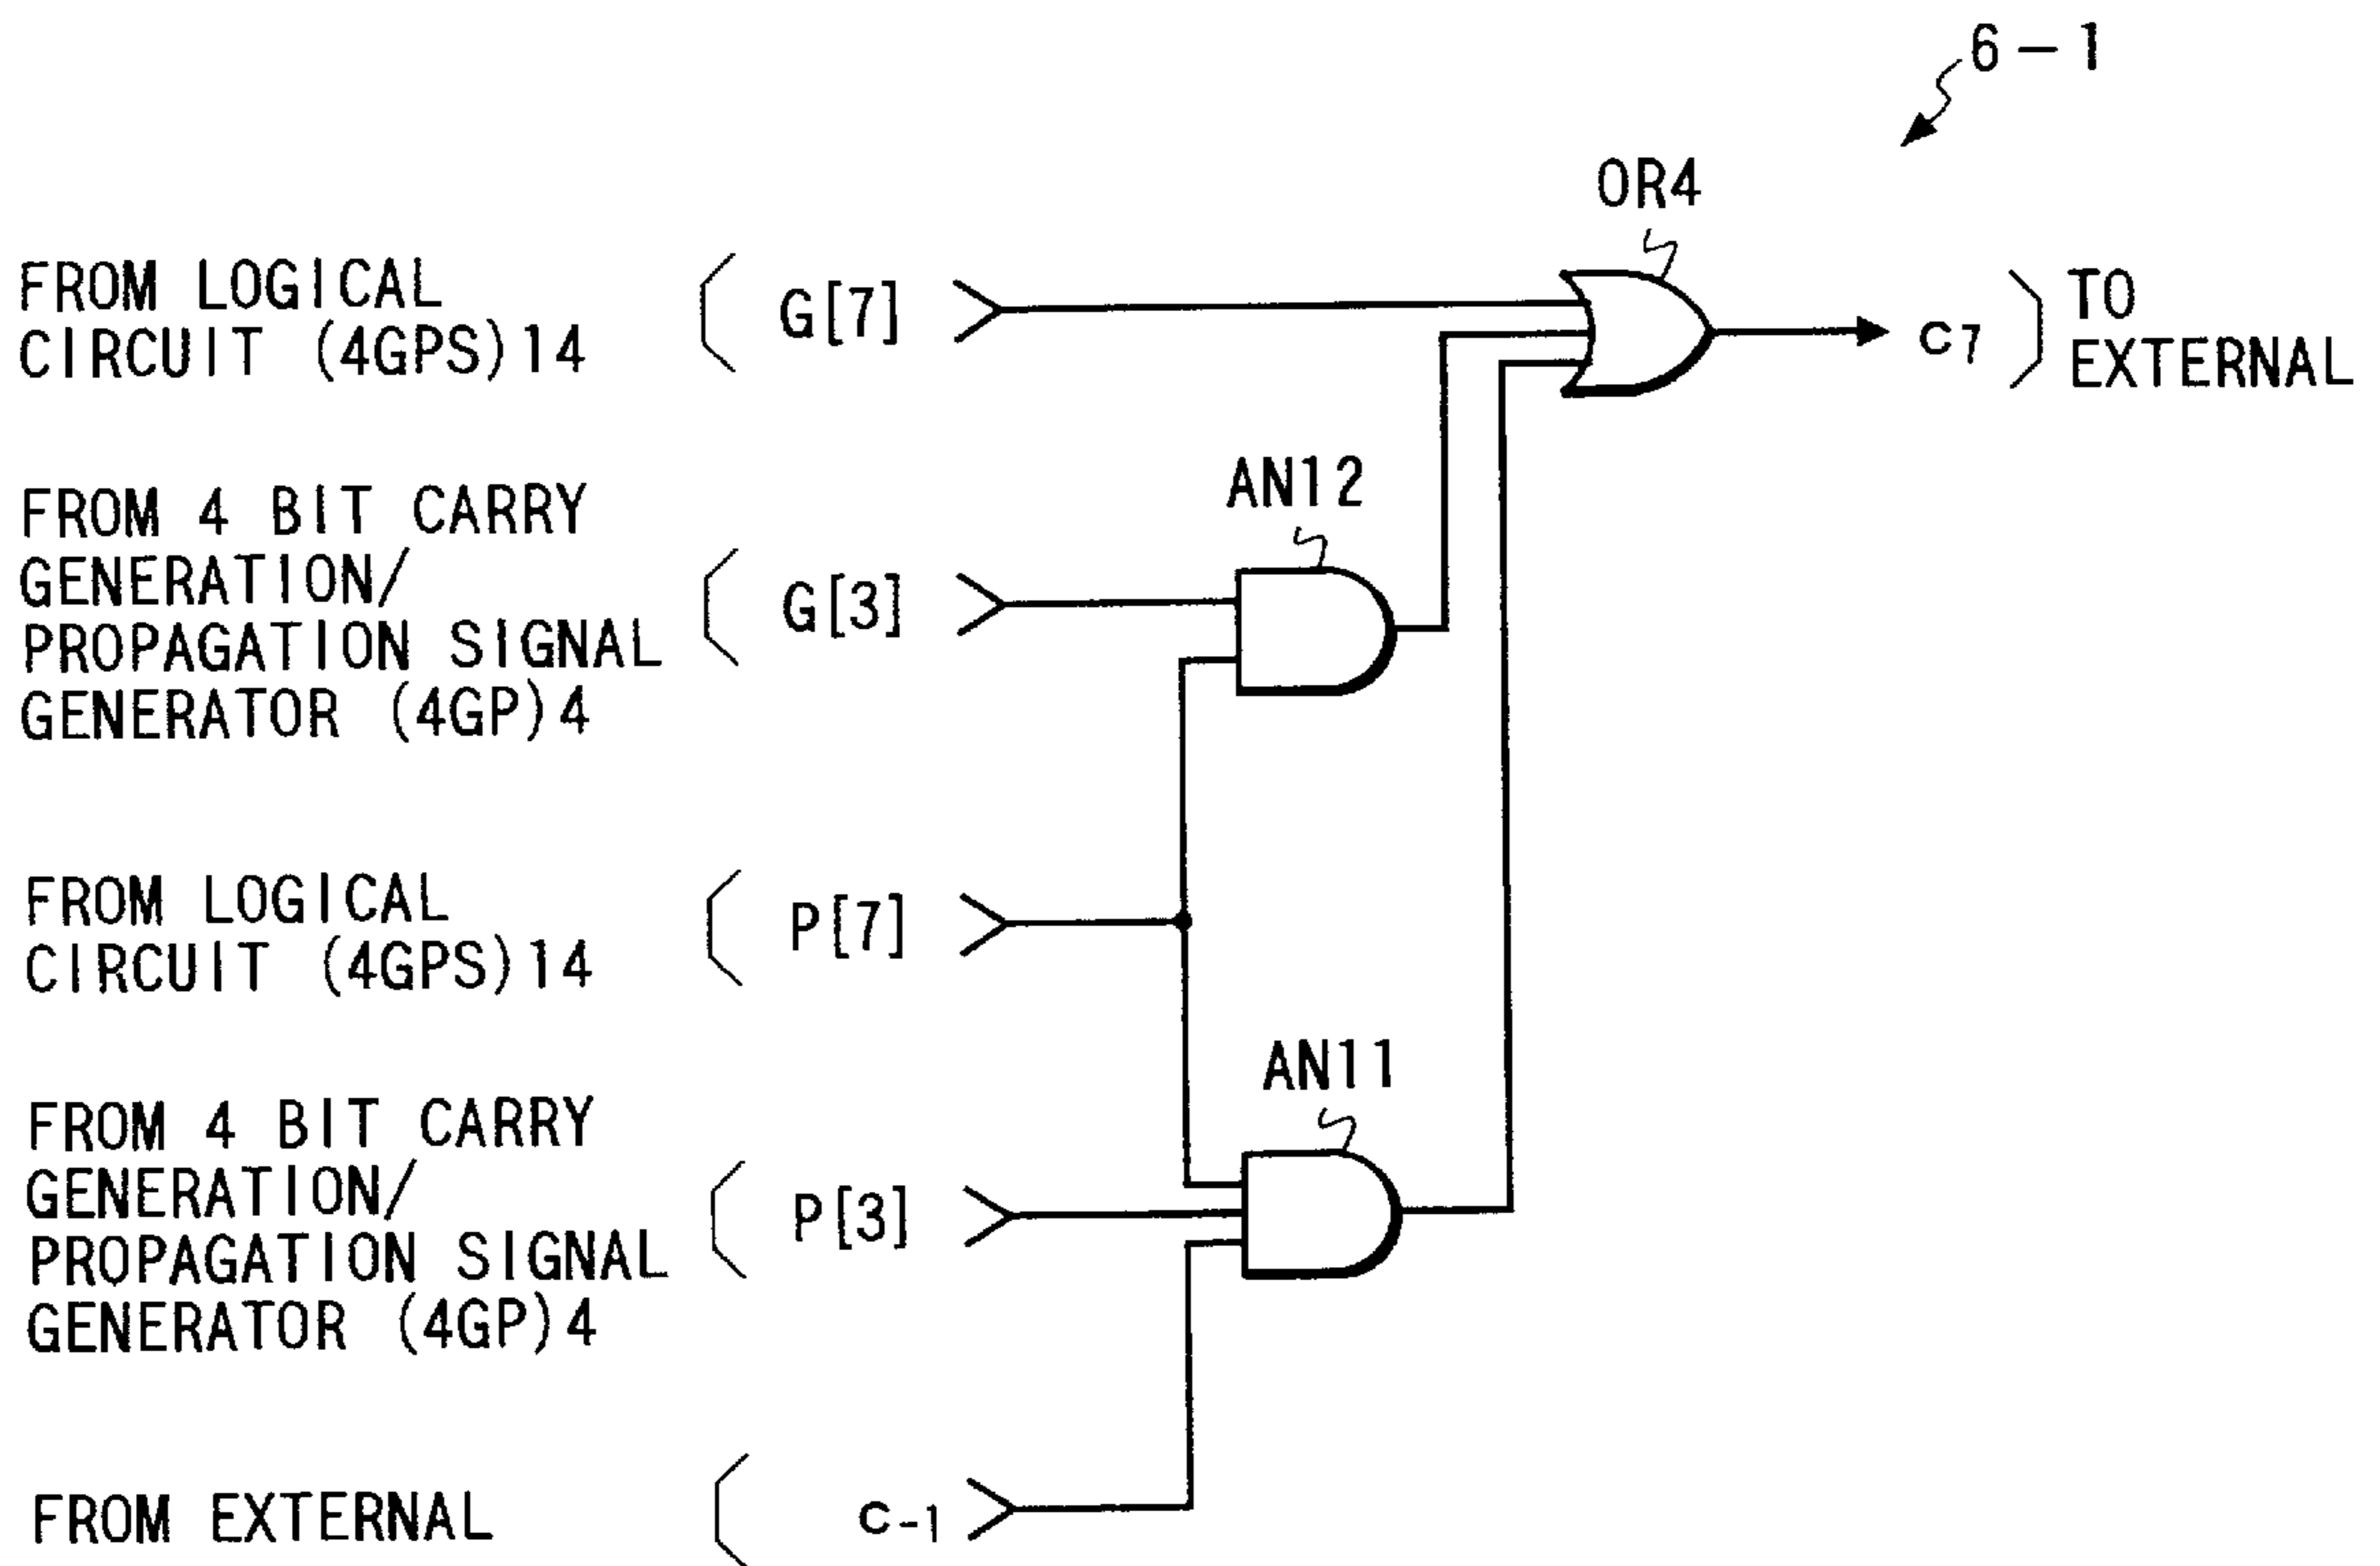 6-1
OR4
FROM LOGICAL
CIRCUIT (4GPS)14
G[7]
c7
TO
EXTERNAL
AN12
FROM 4 BIT CARRY
GENERATION/
PROPAGATION SIGNAL
GENERATOR (4GP)4
G[3]
FROM LOGICAL
CIRCUIT (4GPS)14
P[7]
AN11
FROM 4 BIT CARRY
GENERATION/
PROPAGATION SIGNAL
GENERATOR (4GP)4
P[3]
FROM EXTERNAL
c-1